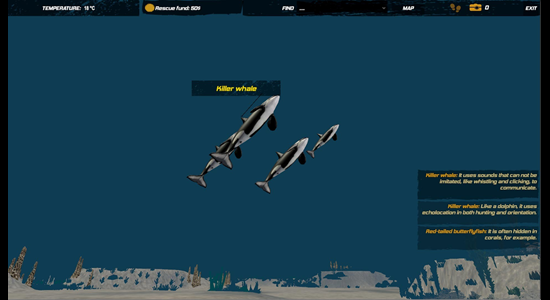 TEMPERATURE: 15 °C
Rescue fund: 50$
FIND
MAP
0
EXIT
Killer whale
Killer whale: It uses sounds that can not be
imitated, like whistling and clicking, to
communicate.
Killer whale: Like a dolphin, it uses
echolocation in both hunting and orientation.
Red-tailed butterflyfish: It is often hidden in
corals, for example.